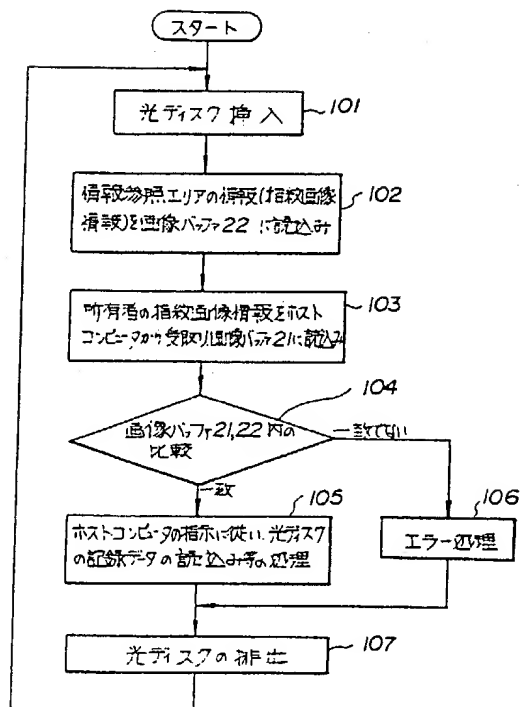 スタート
光ディスク挿入
101
情報参照エリアの情報(指紋画像
情報)を画像バッファ22に読込み
102
所有者の指紋画像情報をホスト
コンピュータから受取り画像バッファ21に読込み
103
画像バッファ21,22内の
比較
104
一致でない
一致
ホストコンピュータの指示に従い、光ディスク
の記録データの読込み等の処理
105
エラー処理
106
光ディスクの排出
107